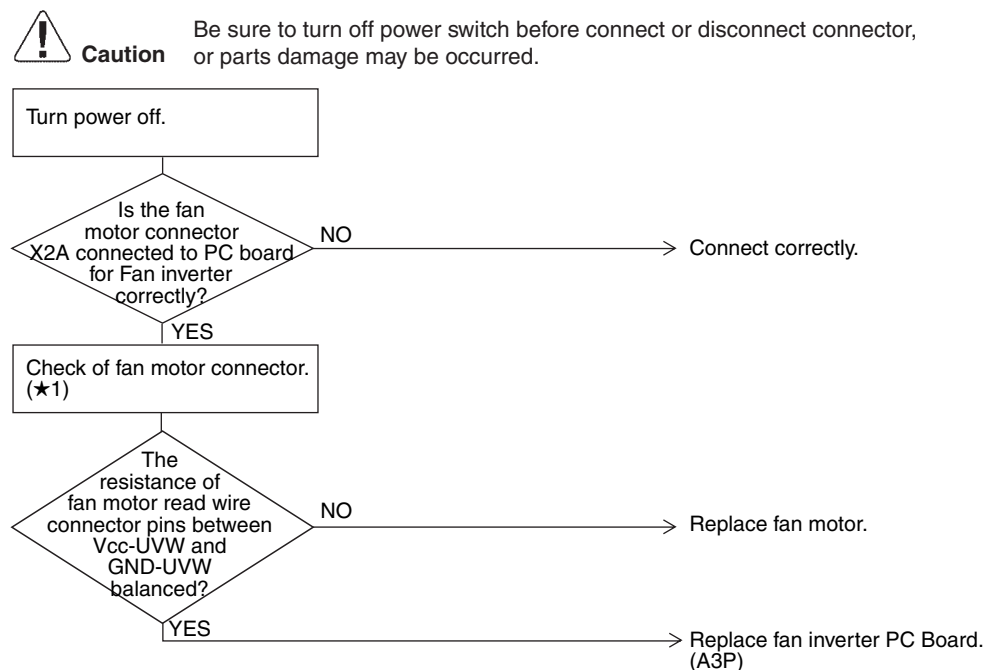 Caution
Be sure to turn off power switch before connect or disconnect connector,
or parts damage may be occurred.
Turn power off.
Is the fan
motor connector
X2A connected to PC board
for Fan inverter
correctly?
NO
Connect correctly.
YES
Check of fan motor connector.
(★1)
The
resistance of
fan motor read wire
connector pins between
Vcc-UVW and
GND-UVW
balanced?
NO
Replace fan motor.
YES
Replace fan inverter PC Board.
(A3P)